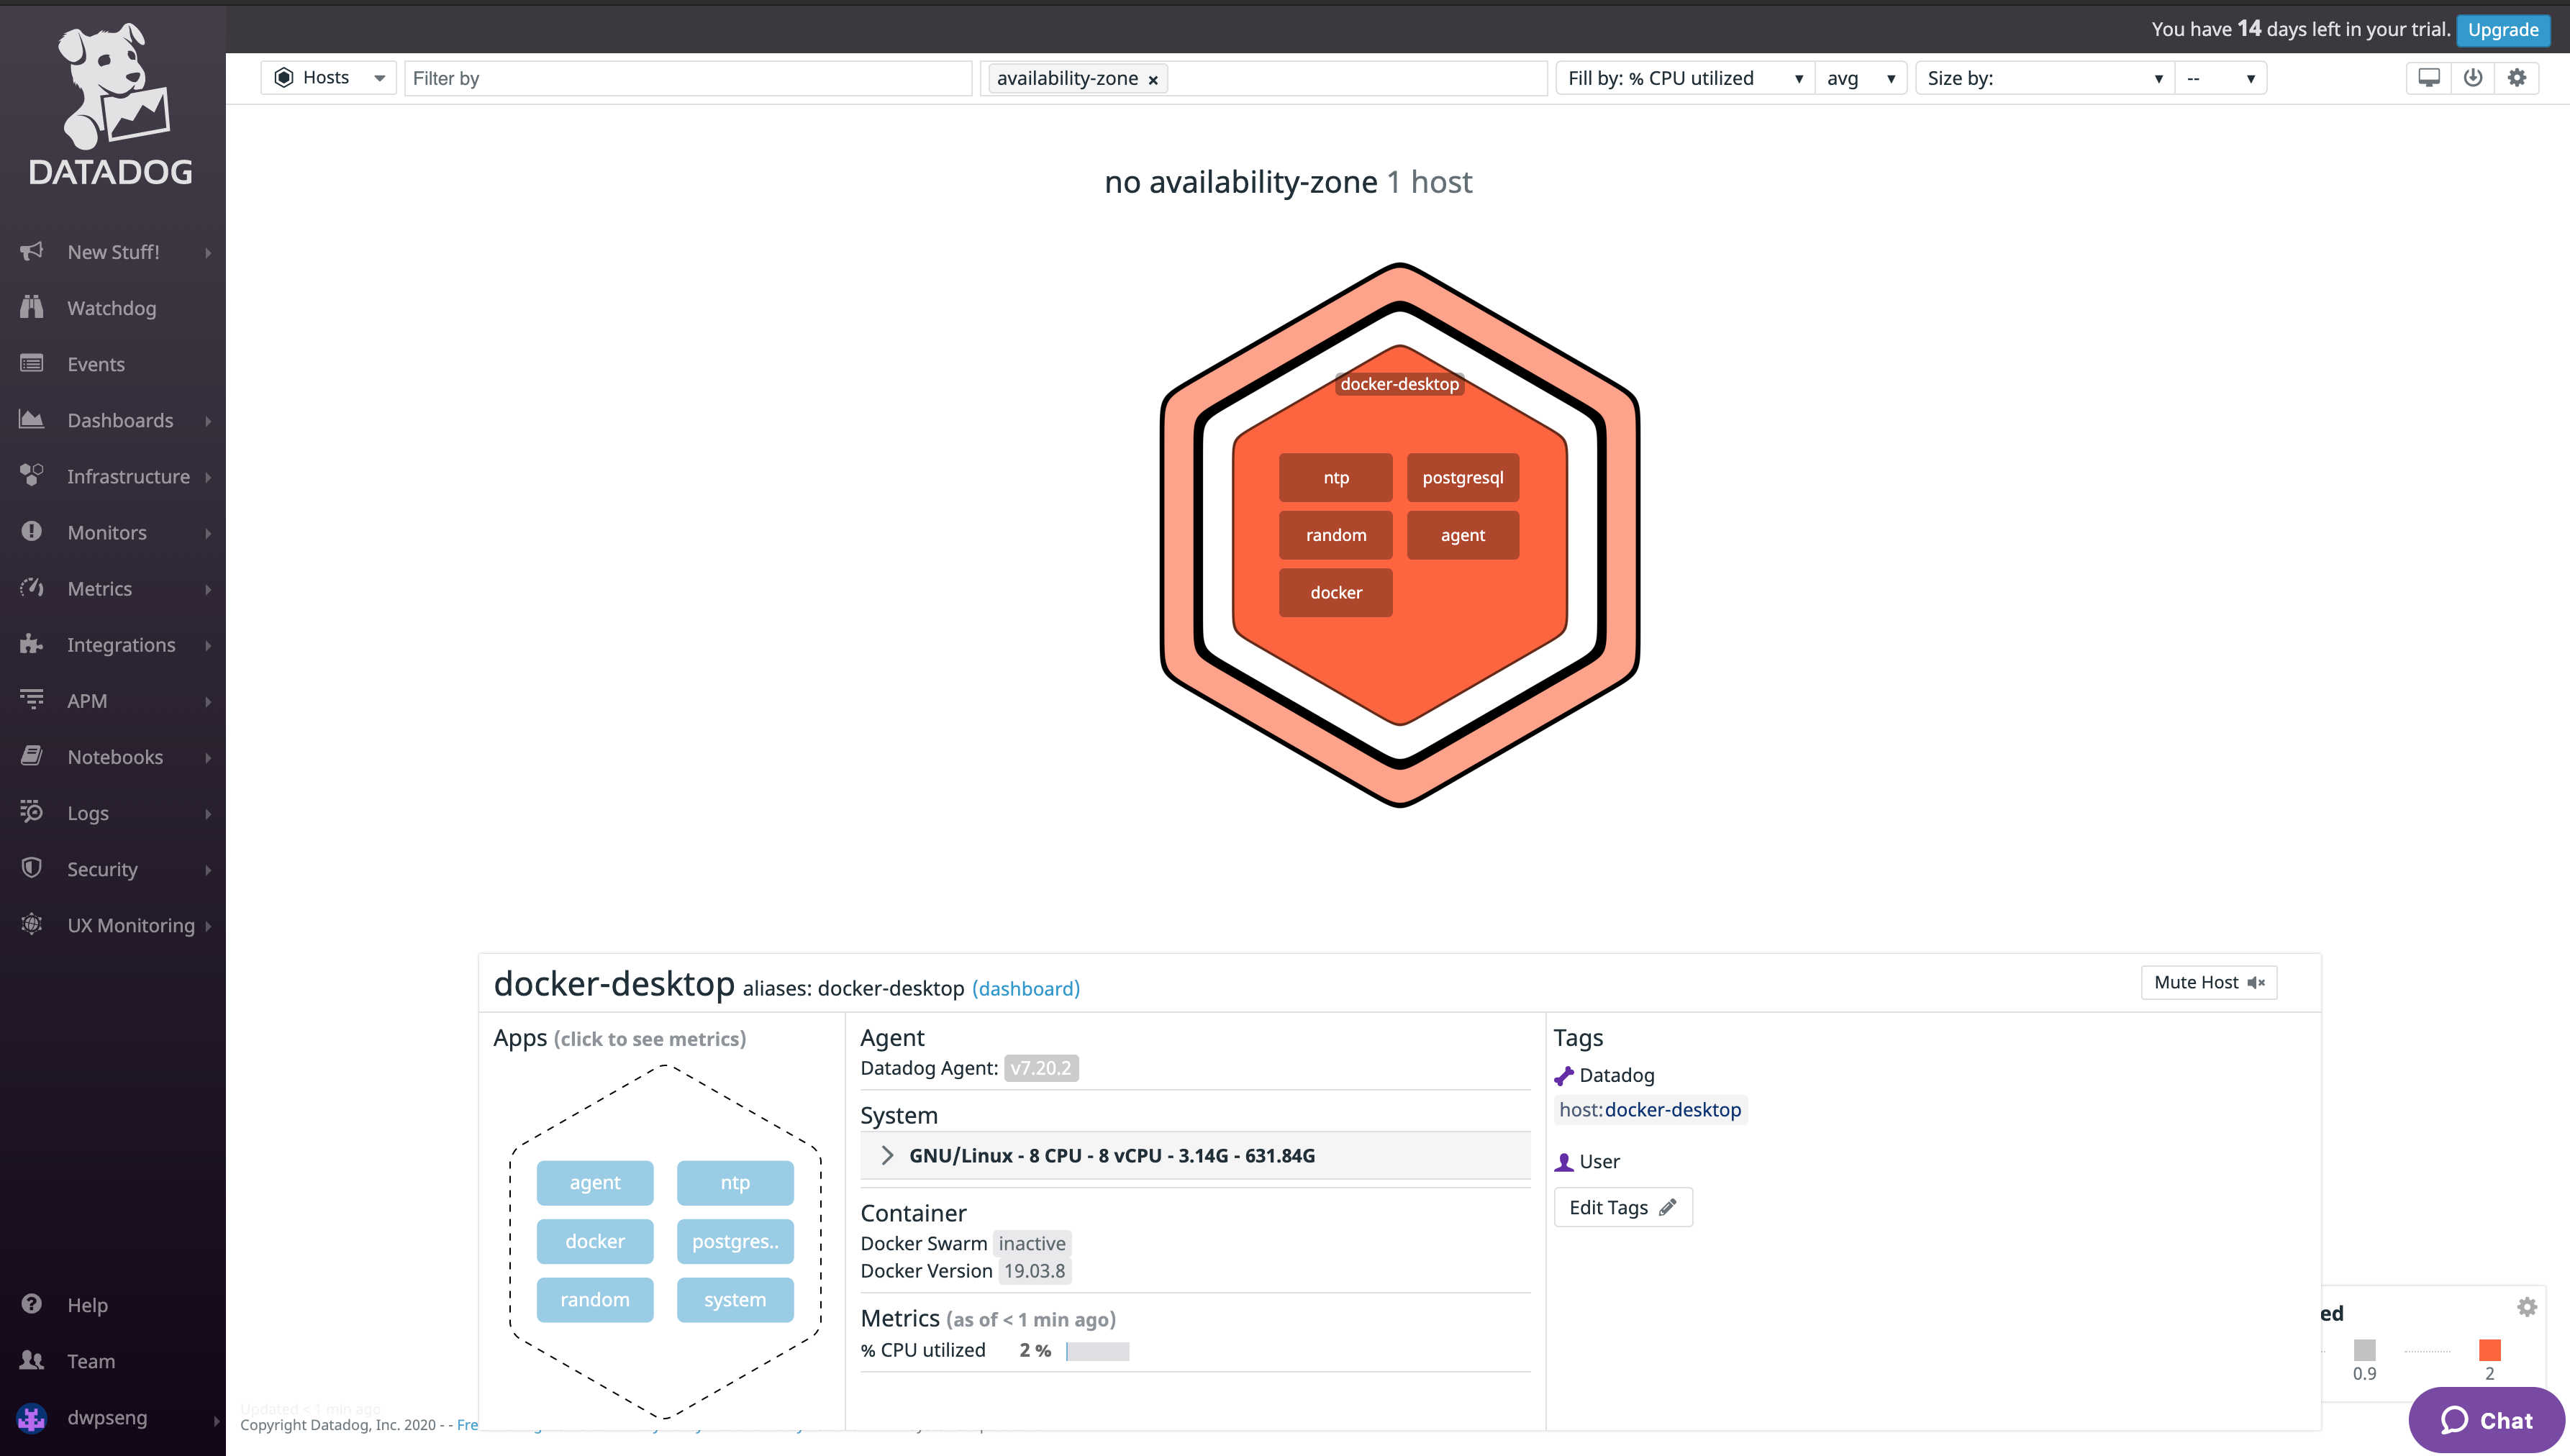 You have 14 days left in your trial. Upgrade
DATADOG
New Stuff!
Watchdog
Events
Dashboards
Infrastructure
Monitors
Metrics
Integrations
APM
Notebooks
Logs
Security
UX Monitoring
Help
Team
dwpseng
Hosts Filter by availability-zone × Fill by: % CPU utilized avg Size by: --
no availability-zone 1 host
docker-desktop
ntp postgresql
random agent
docker
docker-desktop aliases: docker-desktop (dashboard) Mute Host
Apps (click to see metrics)
agent ntp
docker postgres..
random system
Agent
Datadog Agent: v7.20.2
System
GNU/Linux - 8 CPU - 8 vCPU - 3.14G - 631.84G
Container
Docker Swarm inactive
Docker Version 19.03.8
Metrics (as of < 1 min ago)
% CPU utilized 2 %
Tags
Datadog
host:docker-desktop
User
Edit Tags
ed
0.9 2
Updated < 1 min ago
Copyright Datadog, Inc. 2020 - - Fre
Chat